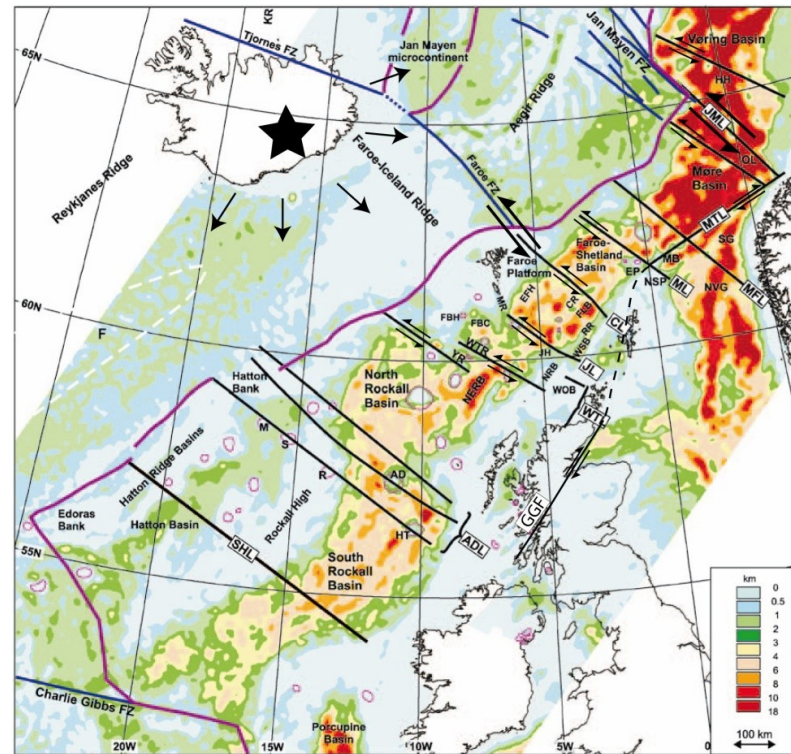 KR
65N
Tjornes FZ
Jan Mayen
microcontinent
Jan Mayen FZ
Vøring Basin
HH
Aegir Ridge
JML
OL
Møre
Basin
Reykjanes Ridge
Faroe-Iceland Ridge
Faroe FZ
MTL
SG
Faroe-
Shetland
Basin
Faroe
Platform
EP
MB
NSP
ML
NVG
MFL
60N
MR
EFH
CR
FLB
CL
F
FBH
FBC
RR
WSB
JH
JL
WTR
YR
NRB
NERB
WOB
WTL
Hatton
Bank
North
Rockall
Basin
M
S
R
AD
Hatton Ridge Basins
Rockall High
Edoras
Bank
Hatton Basin
HT
ADL
GGF
55N
SHL
South
Rockall
Basin
km
0
0.5
1
2
3
4
6
8
10
18
Charlie Gibbs FZ
Porcupine
Basin
20W
15W
10W
5W
0
100 km